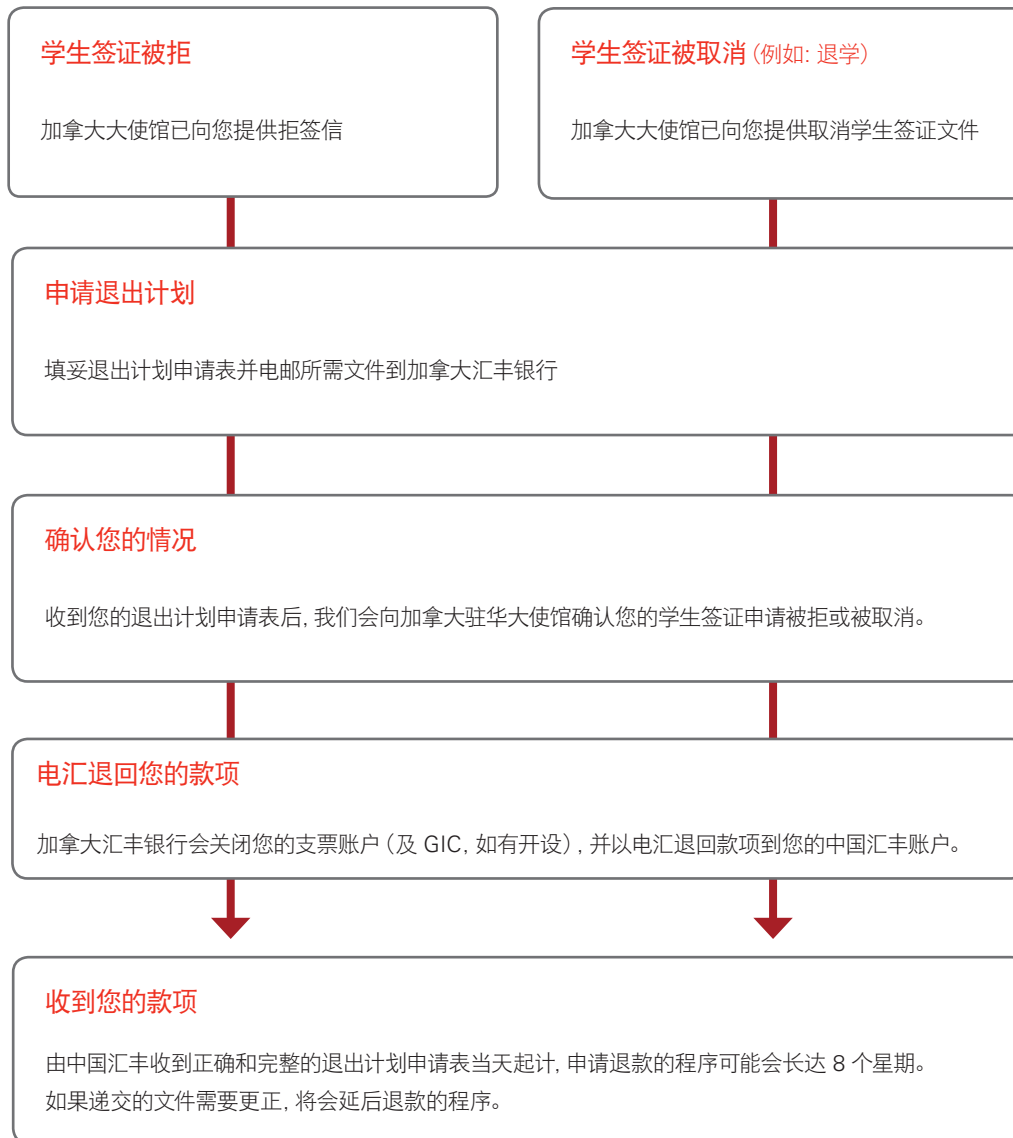 学生签证被拒
加拿大大使馆已向您提供拒签信
学生签证被取消 (例如: 退学)
加拿大大使馆已向您提供取消学生签证文件
申请退出计划
填妥退出计划申请表并电邮所需文件到加拿大汇丰银行
确认您的情况
收到您的退出计划申请表后, 我们会向加拿大驻华大使馆确认您的学生签证申请被拒或被取消。
电汇退回您的款项
加拿大汇丰银行会关闭您的支票账户 (及 GIC, 如有开设) , 并以电汇退回款项到您的中国汇丰账户。
收到您的款项
由中国汇丰收到正确和完整的退出计划申请表当天起计, 申请退款的程序可能会长达 8 个星期。
如果递交的文件需要更正, 将会延后退款的程序。